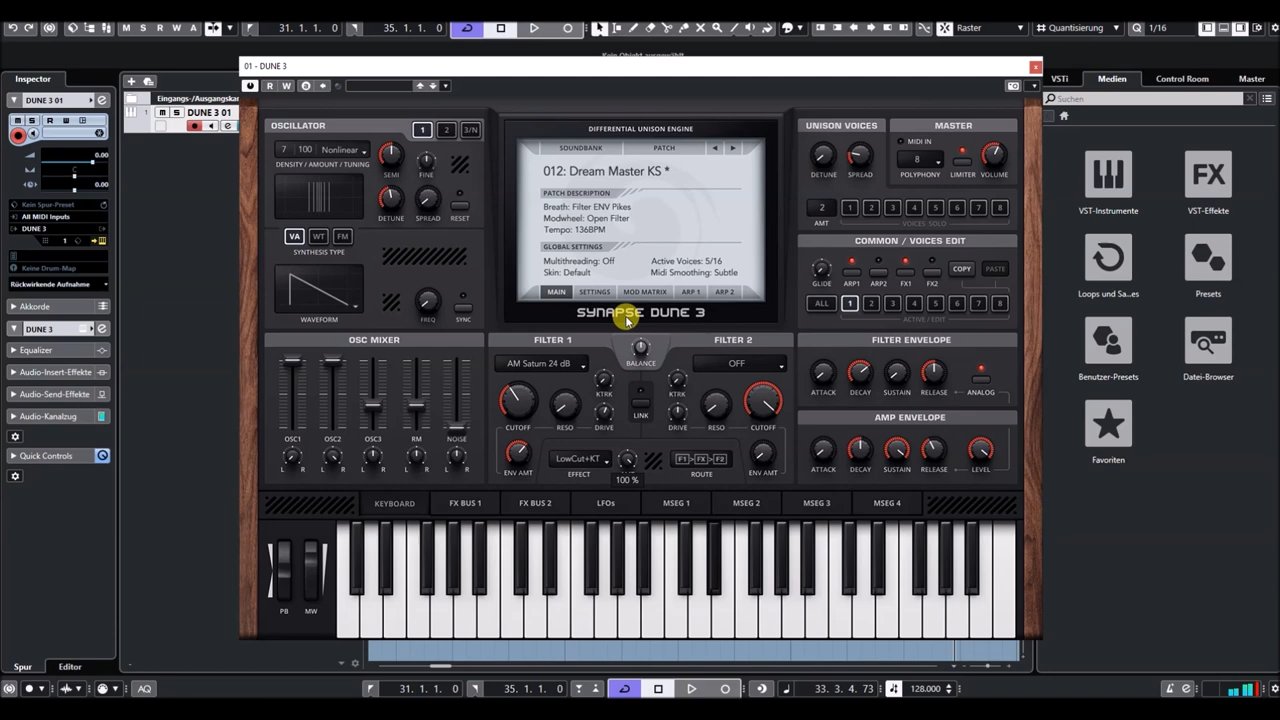 R W M A
31. 1. 1. 0
35. 1. 1. 0
Raster
Quantisierung
1/16
Kein Objekt ausgewählt
01 - DUNE 3
R W
Inspector
VSTi Medien Control Room Master
Suchen
DUNE 3 01
Eingangs-/Ausgangskan
1 M S DUNE 3 01
M S
0.00
C
0.00
0.00
Kein Spur-Preset
All MIDI Inputs
DUNE 3
1
Keine Drum-Map
Rückwirkende Aufnahme
Akkorde
DUNE 3
Equalizer
Audio-Insert-Effekte
Audio-Send-Effekte
Audio-Kanalzug
Quick Controls
OSCILLATOR 1 2 3/N
7 100 Nonlinear
DENSITY / AMOUNT / TUNING
SEMI FINE
DETUNE SPREAD RESET
VA WT FM
SYNTHESIS TYPE
WAVEFORM
FREQ SYNC
DIFFERENTIAL UNISON ENGINE
SOUNDBANK PATCH
012: Dream Master KS *
PATCH DESCRIPTION
Breath: Filter ENV Pikes
Modwheel: Open Filter
Tempo: 136BPM
GLOBAL SETTINGS
Multithreading: Off Active Voices: 5/16
Skin: Default Midi Smoothing: Subtle
MAIN SETTINGS MOD MATRIX ARP 1 ARP 2
SYNAPSE DUNE 3
UNISON VOICES MASTER
MIDI IN
8
DETUNE SPREAD POLYPHONY LIMITER VOLUME
2 1 2 3 4 5 6 7 8
AMT VOICES SOLO
COMMON / VOICES EDIT
COPY PASTE
GLIDE ARP1 ARP2 FX1 FX2
ALL 1 2 3 4 5 6 7 8
ACTIVE / EDIT
OSC MIXER
OSC1 OSC2 OSC3 RM NOISE
L R L R L R L R L R
FILTER 1 FILTER 2
BALANCE
AM Saturn 24 dB OFF
KTRK KTRK
LINK
CUTOFF RESO DRIVE DRIVE RESO CUTOFF
ENV AMT
LowCut+KT
EFFECT
100 %
F1>FX>F2
ROUTE
ENV AMT
FILTER ENVELOPE
ATTACK DECAY SUSTAIN RELEASE ANALOG
AMP ENVELOPE
ATTACK DECAY SUSTAIN RELEASE LEVEL
KEYBOARD FX BUS 1 FX BUS 2 LFOs MSEG 1 MSEG 2 MSEG 3 MSEG 4
PB MW
VST-Instrumente VST-Effekte
Loops und Sa... Presets
Benutzer-Presets Datei-Browser
Favoriten
Spur Editor
AQ
31. 1. 1. 0
35. 1. 1. 0
33. 3. 4. 73
128.000